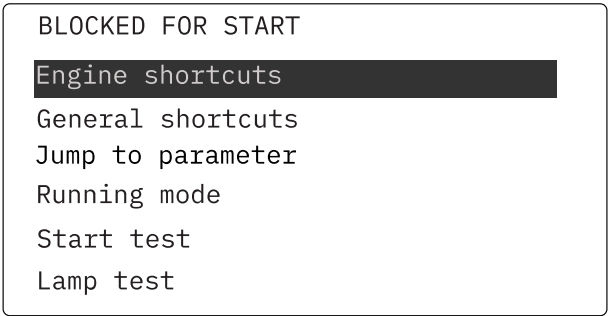 BLOCKED FOR START
Engine shortcuts
General shortcuts
Jump to parameter
Running mode
Start test
Lamp test